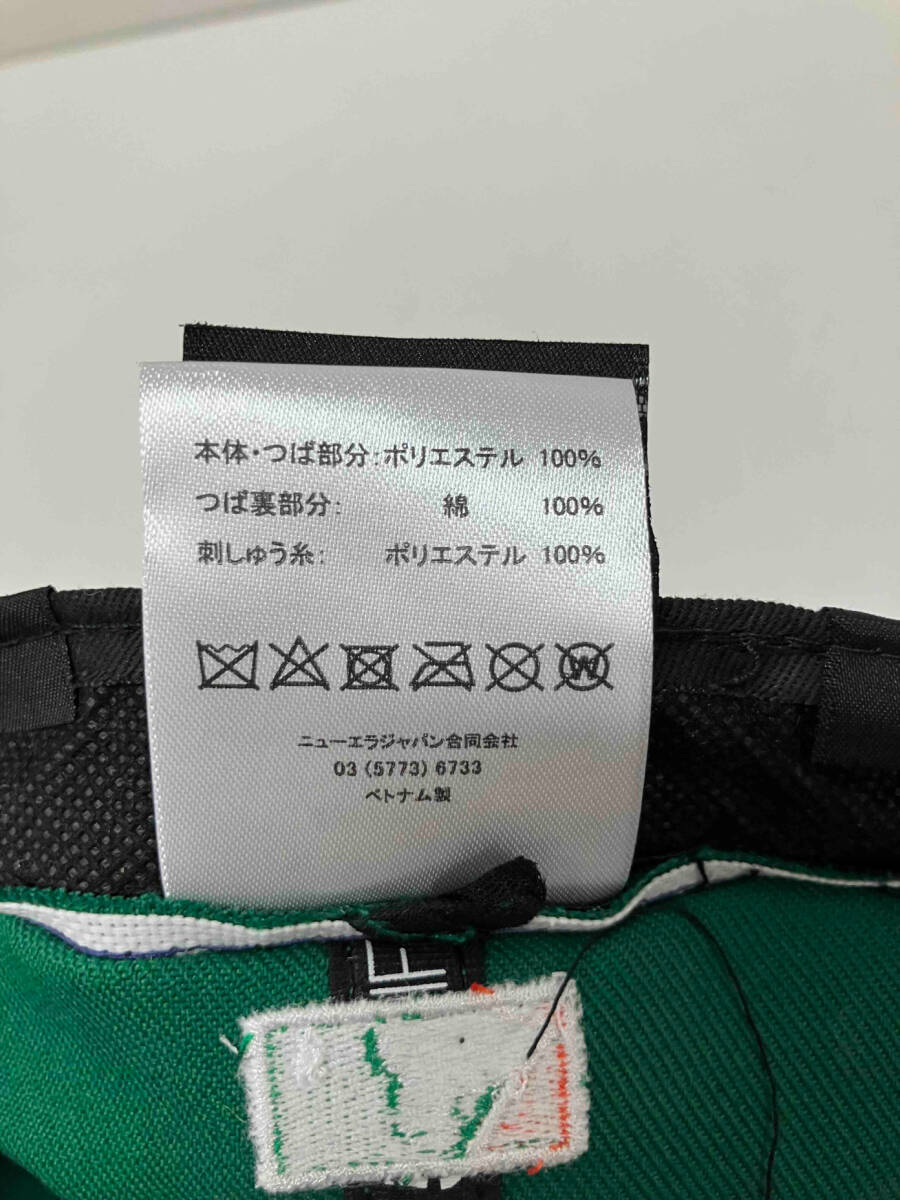 本体・つば部分:ポリエステル 100%
つば裏部分: 綿 100%
刺しゅう糸: ポリエステル 100%
W
ニューエラジャパン合同会社
03 (5773) 6733
ベトナム製